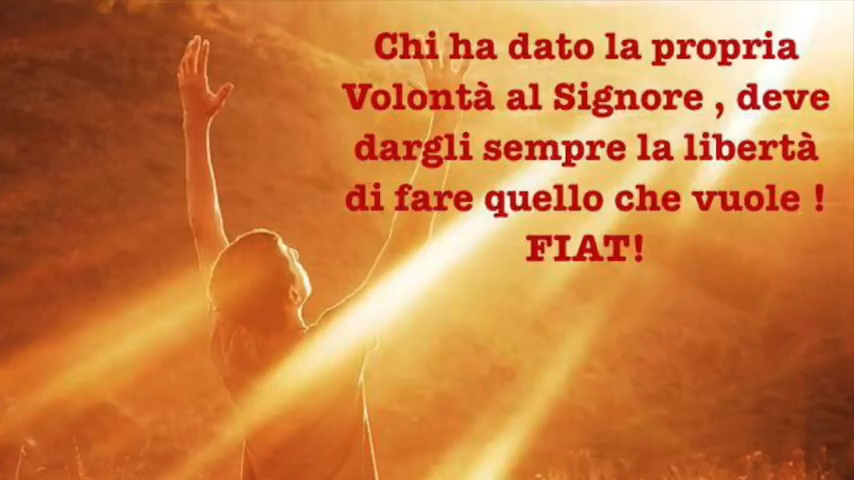 Chi ha dato la propria
Volontà al Signore , deve
dargli sempre la libertà
di fare quello che vuole !
FIAT!